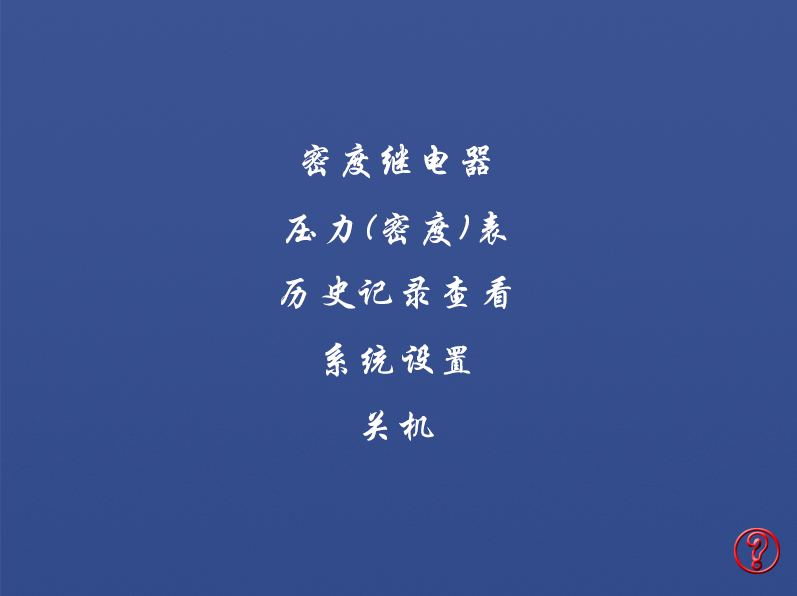 密度继电器
压力(密度)表
历史记录查看
系统设置
关机
?